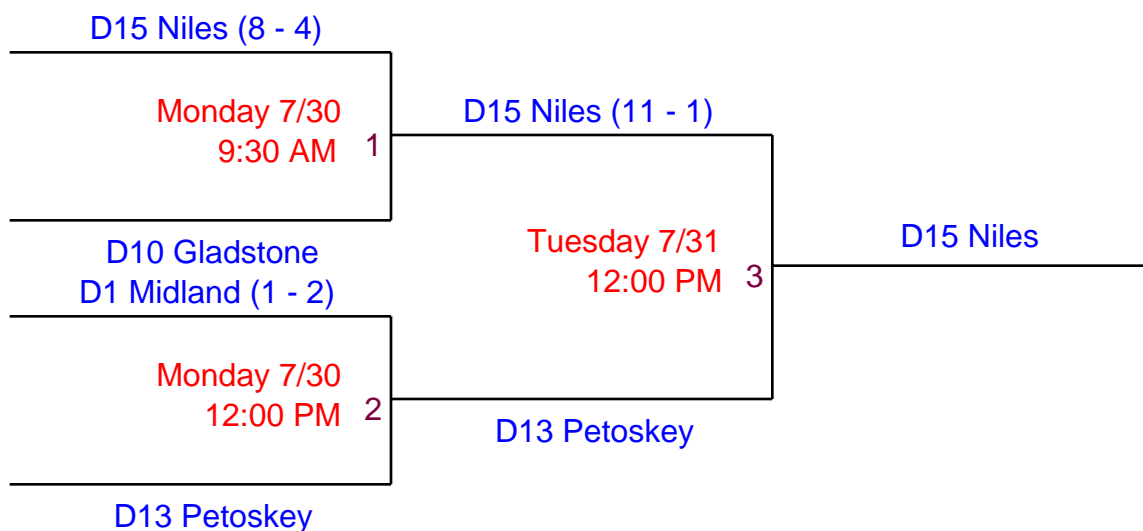 D15 Niles (8 - 4)
Monday 7/30
9:30 AM
1
D10 Gladstone
D1 Midland (1 - 2)
Monday 7/30
12:00 PM
2
D13 Petoskey
D15 Niles (11 - 1)
Tuesday 7/31
12:00 PM
3
D13 Petoskey
D15 Niles